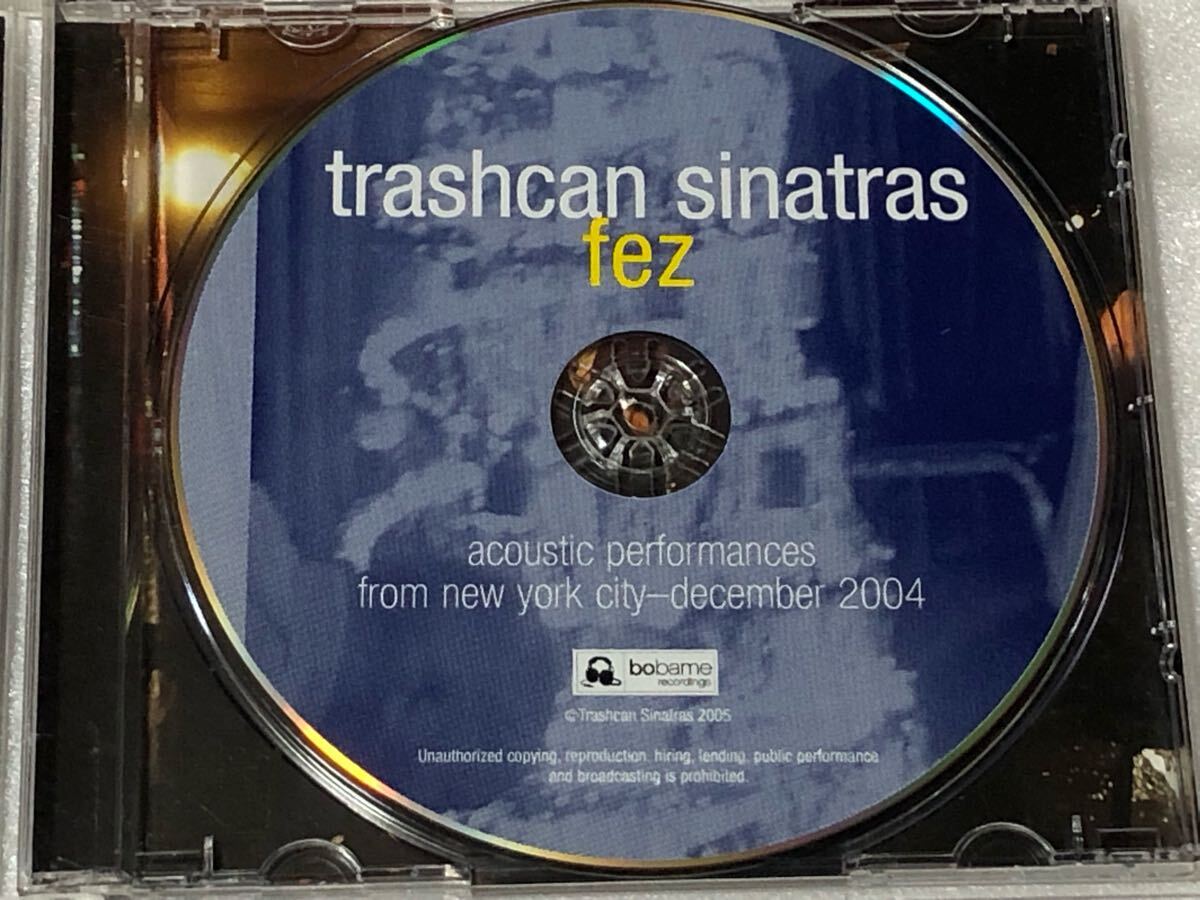 trashcan sinatras
fez
acoustic performances
from new york city–december 2004
bobame
recordings
©Trashcan Sinatras 2005
Unauthorized copying, reproduction, hiring, lending, public performance
and broadcasting is prohibited.